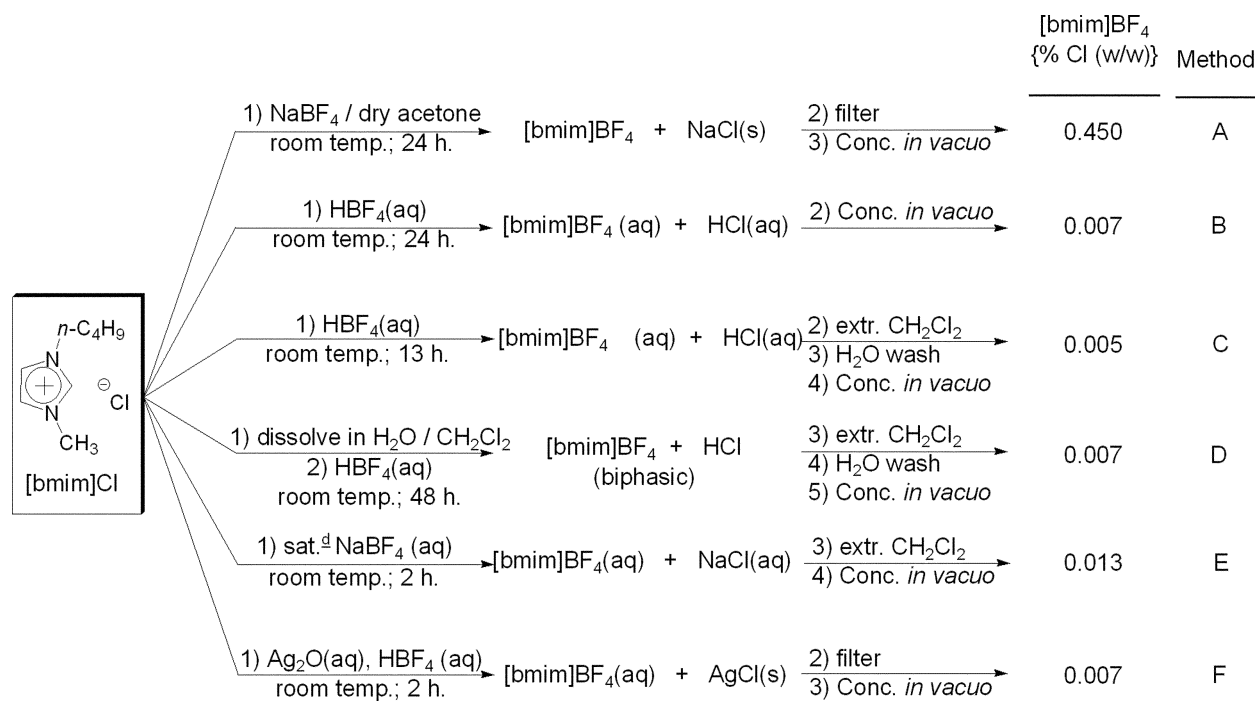 [bmim]BF4
{% Cl (w/w)} Method
1) NaBF4 / dry acetone
room temp.; 24 h.
[bmim]BF4 + NaCl(s)
2) filter
3) Conc. in vacuo
0.450 A
1) HBF4(aq)
room temp.; 24 h.
[bmim]BF4 (aq) + HCl(aq)
2) Conc. in vacuo
0.007 B
n-C4H9
N
+
⊖
Cl
N
CH3
[bmim]Cl
1) HBF4(aq)
room temp.; 13 h.
[bmim]BF4 (aq) + HCl(aq)
2) extr. CH2Cl2
3) H2O wash
4) Conc. in vacuo
0.005 C
1) dissolve in H2O / CH2Cl2
2) HBF4(aq)
room temp.; 48 h.
[bmim]BF4 + HCl
(biphasic)
3) extr. CH2Cl2
4) H2O wash
5) Conc. in vacuo
0.007 D
1) sat.d NaBF4 (aq)
room temp.; 2 h.
[bmim]BF4(aq) + NaCl(aq)
3) extr. CH2Cl2
4) Conc. in vacuo
0.013 E
1) Ag2O(aq), HBF4 (aq)
room temp.; 2 h.
[bmim]BF4(aq) + AgCl(s)
2) filter
3) Conc. in vacuo
0.007 F